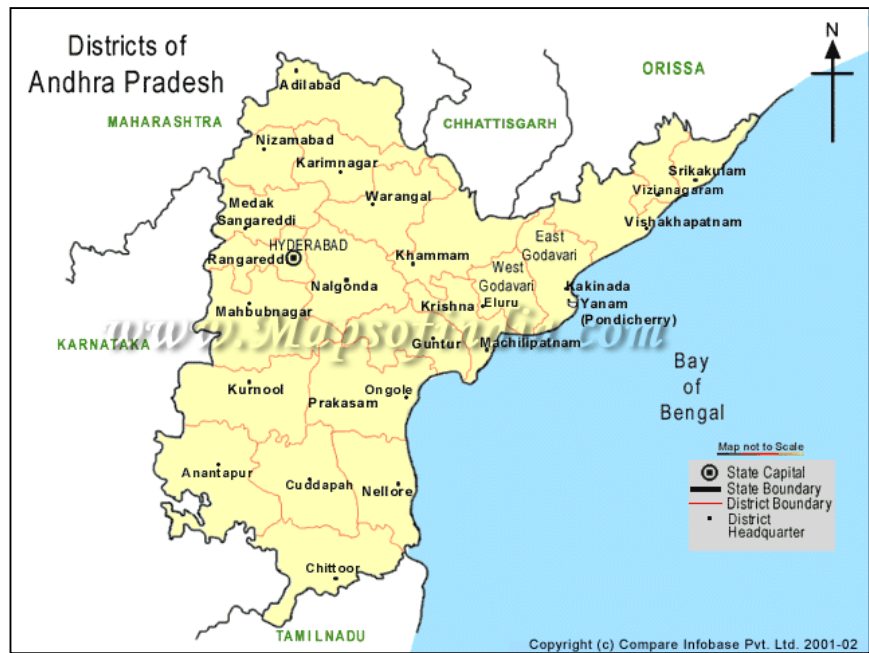 Districts of
Andhra Pradesh
N
ORISSA
MAHARASHTRA
CHHATTISGARH
Adilabad
Nizamabad
Karimnagar
Srikakulam
Vizianagaram
Warangal
Medak
Sangareddi
Vishakhapatnam
HYDERABAD
Rangaredd
Khammam
East
Godavari
West
Godavari
Nalgonda
Kakinada
Krishna
Eluru
Yanam
(Pondicherry)
Mahbubnagar
www.Mapsofindia.com
KARNATAKA
Guntur
Machilipatnam
Bay
of
Bengal
Kurnool
Ongole
Prakasam
Map not to Scale
Anantapur
Cuddapah
Nellore
State Capital
State Boundary
District Boundary
District
Headquarter
Chittoor
TAMILNADU
Copyright (c) Compare Infobase Pvt. Ltd. 2001-02